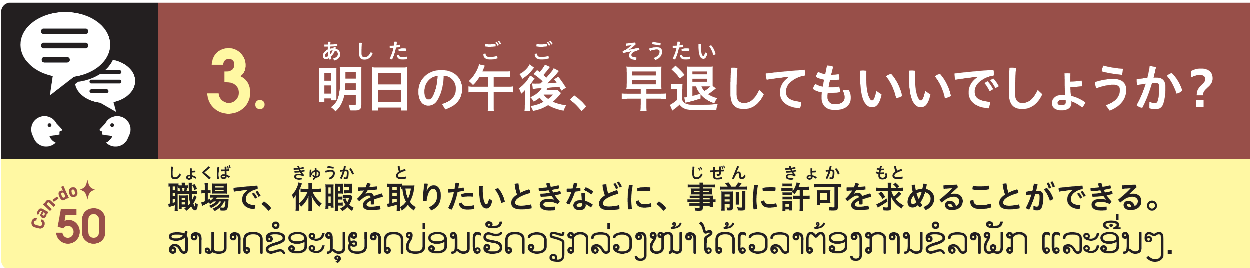 あした ごご そうたい
3. 明日の午後、早退してもいいでしょうか？
しょくば きゅうか と じぜん きょか もと
Can-do 50
職場で、休暇を取りたいときなどに、事前に許可を求めることができる。
ສາມາດຂໍອະນຸຍາດບ່ອນເຮັດວຽກລ່ວງໜ້າໄດ້ເວລາຕ້ອງການຂໍລາພັກ ແລະອື່ນໆ.